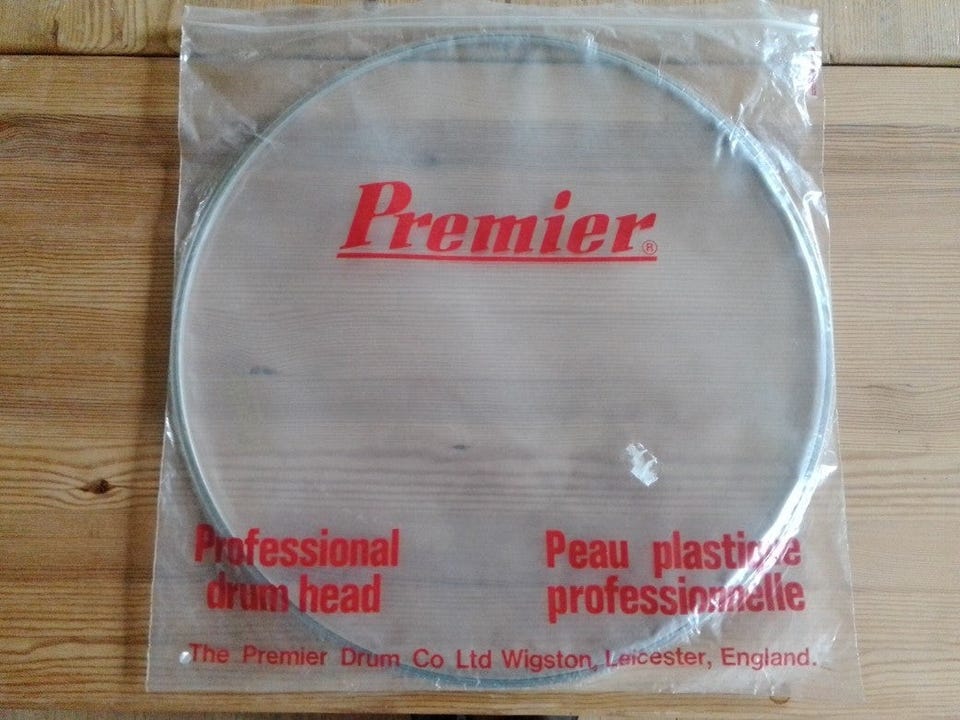 Premier®
Professional
drum head
Peau plastique
professionnelle
The Premier Drum Co Ltd Wigston, Leicester, England.